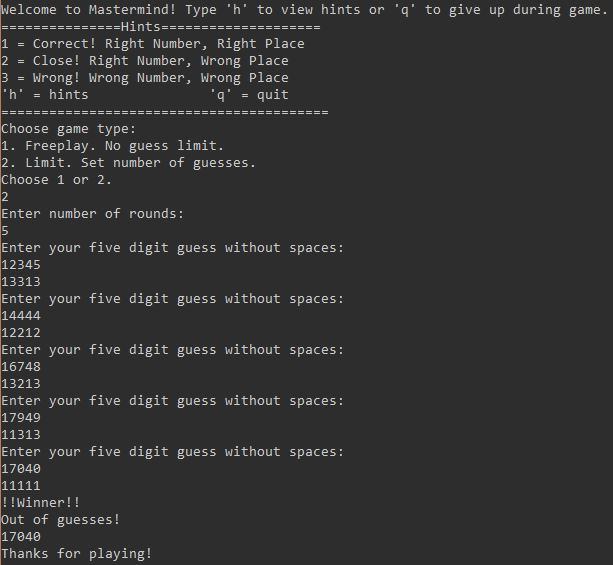 Welcome to Mastermind! Type 'h' to view hints or 'q' to give up during game.
===============Hints====================
1 = Correct! Right Number, Right Place
2 = Close! Right Number, Wrong Place
3 = Wrong! Wrong Number, Wrong Place
'h' = hints               'q' = quit
=========================================
Choose game type:
1. Freeplay. No guess limit.
2. Limit. Set number of guesses.
Choose 1 or 2.
2
Enter number of rounds:
5
Enter your five digit guess without spaces:
12345
13313
Enter your five digit guess without spaces:
14444
12212
Enter your five digit guess without spaces:
16748
13213
Enter your five digit guess without spaces:
17949
11313
Enter your five digit guess without spaces:
17040
11111
!!Winner!!
Out of guesses!
17040
Thanks for playing!